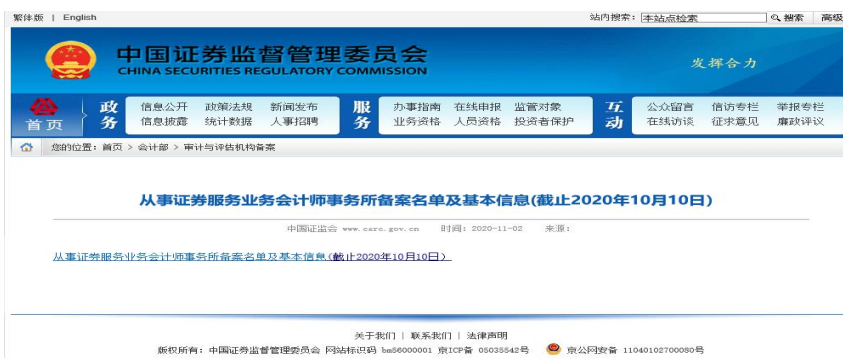 繁体版 | English 站内搜索: 本站点检索 搜索 高级
中国证券监督管理委员会
CHINA SECURITIES REGULATORY COMMISSION
发挥合力
首页 政务 信息公开 政策法规 新闻发布 服务 办事指南 在线申报 监管对象 互动 公众留言 信访专栏 举报专栏
信息披露 统计数据 人事招聘 业务资格 人员资格 投资者保护 在线访谈 征求意见 廉政评议
您的位置: 首页 > 会计部 > 审计与评估机构备案
从事证券服务业务会计师事务所备案名单及基本信息(截止2020年10月10日)
中国证监会 www.csrc.gov.cn 时间: 2020-11-02 来源:
从事证券服务业务会计师事务所备案名单及基本信息(截止2020年10月10日)
关于我们 | 联系我们 | 法律声明
版权所有: 中国证券监督管理委员会 网站标识码 bm56000001 京ICP备 05035542号 京公网安备 11040102700080号